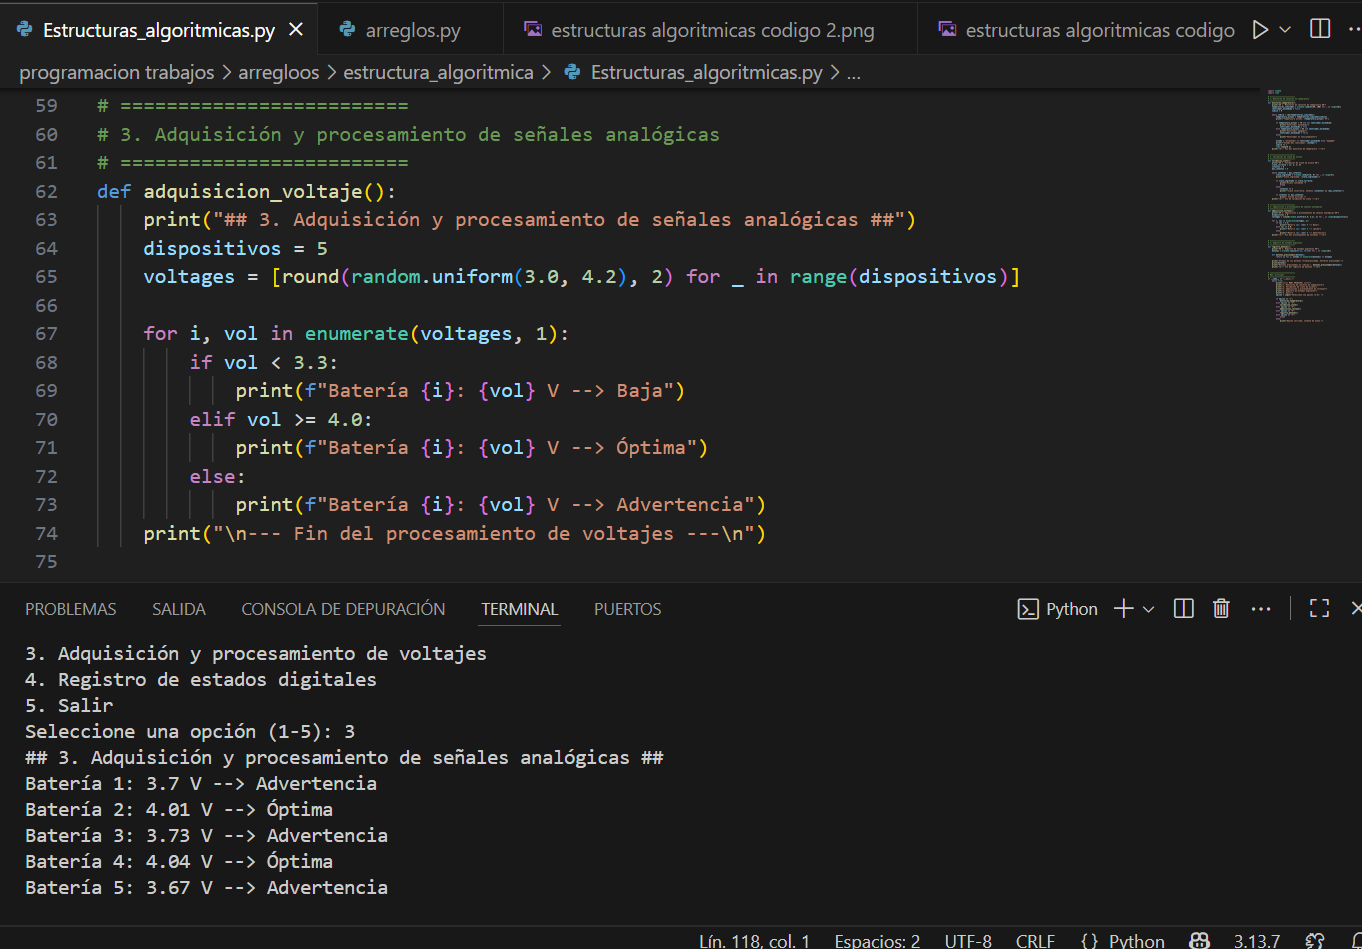 Estructuras_algoritmicas.py
arreglos.py
estructuras algoritmicas codigo 2.png
estructuras algoritmicas codigo
programacion trabajos > arregloos > estructura_algoritmica > Estructuras_algoritmicas.py > ...
59 # =========================
60 # 3. Adquisición y procesamiento de señales analógicas
61 # =========================
62 def adquisicion_voltaje():
63     print("## 3. Adquisición y procesamiento de señales analógicas ##")
64     dispositivos = 5
65     voltages = [round(random.uniform(3.0, 4.2), 2) for _ in range(dispositivos)]
66
67     for i, vol in enumerate(voltages, 1):
68         if vol < 3.3:
69             print(f"Batería {i}: {vol} V --> Baja")
70         elif vol >= 4.0:
71             print(f"Batería {i}: {vol} V --> Óptima")
72         else:
73             print(f"Batería {i}: {vol} V --> Advertencia")
74     print("\n--- Fin del procesamiento de voltajes ---\n")
75
PROBLEMAS SALIDA CONSOLA DE DEPURACIÓN TERMINAL PUERTOS Python
3. Adquisición y procesamiento de voltajes
4. Registro de estados digitales
5. Salir
Seleccione una opción (1-5): 3
## 3. Adquisición y procesamiento de señales analógicas ##
Batería 1: 3.7 V --> Advertencia
Batería 2: 4.01 V --> Óptima
Batería 3: 3.73 V --> Advertencia
Batería 4: 4.04 V --> Óptima
Batería 5: 3.67 V --> Advertencia
Lín. 118, col. 1 Espacios: 2 UTF-8 CRLF {} Python 3.13.7